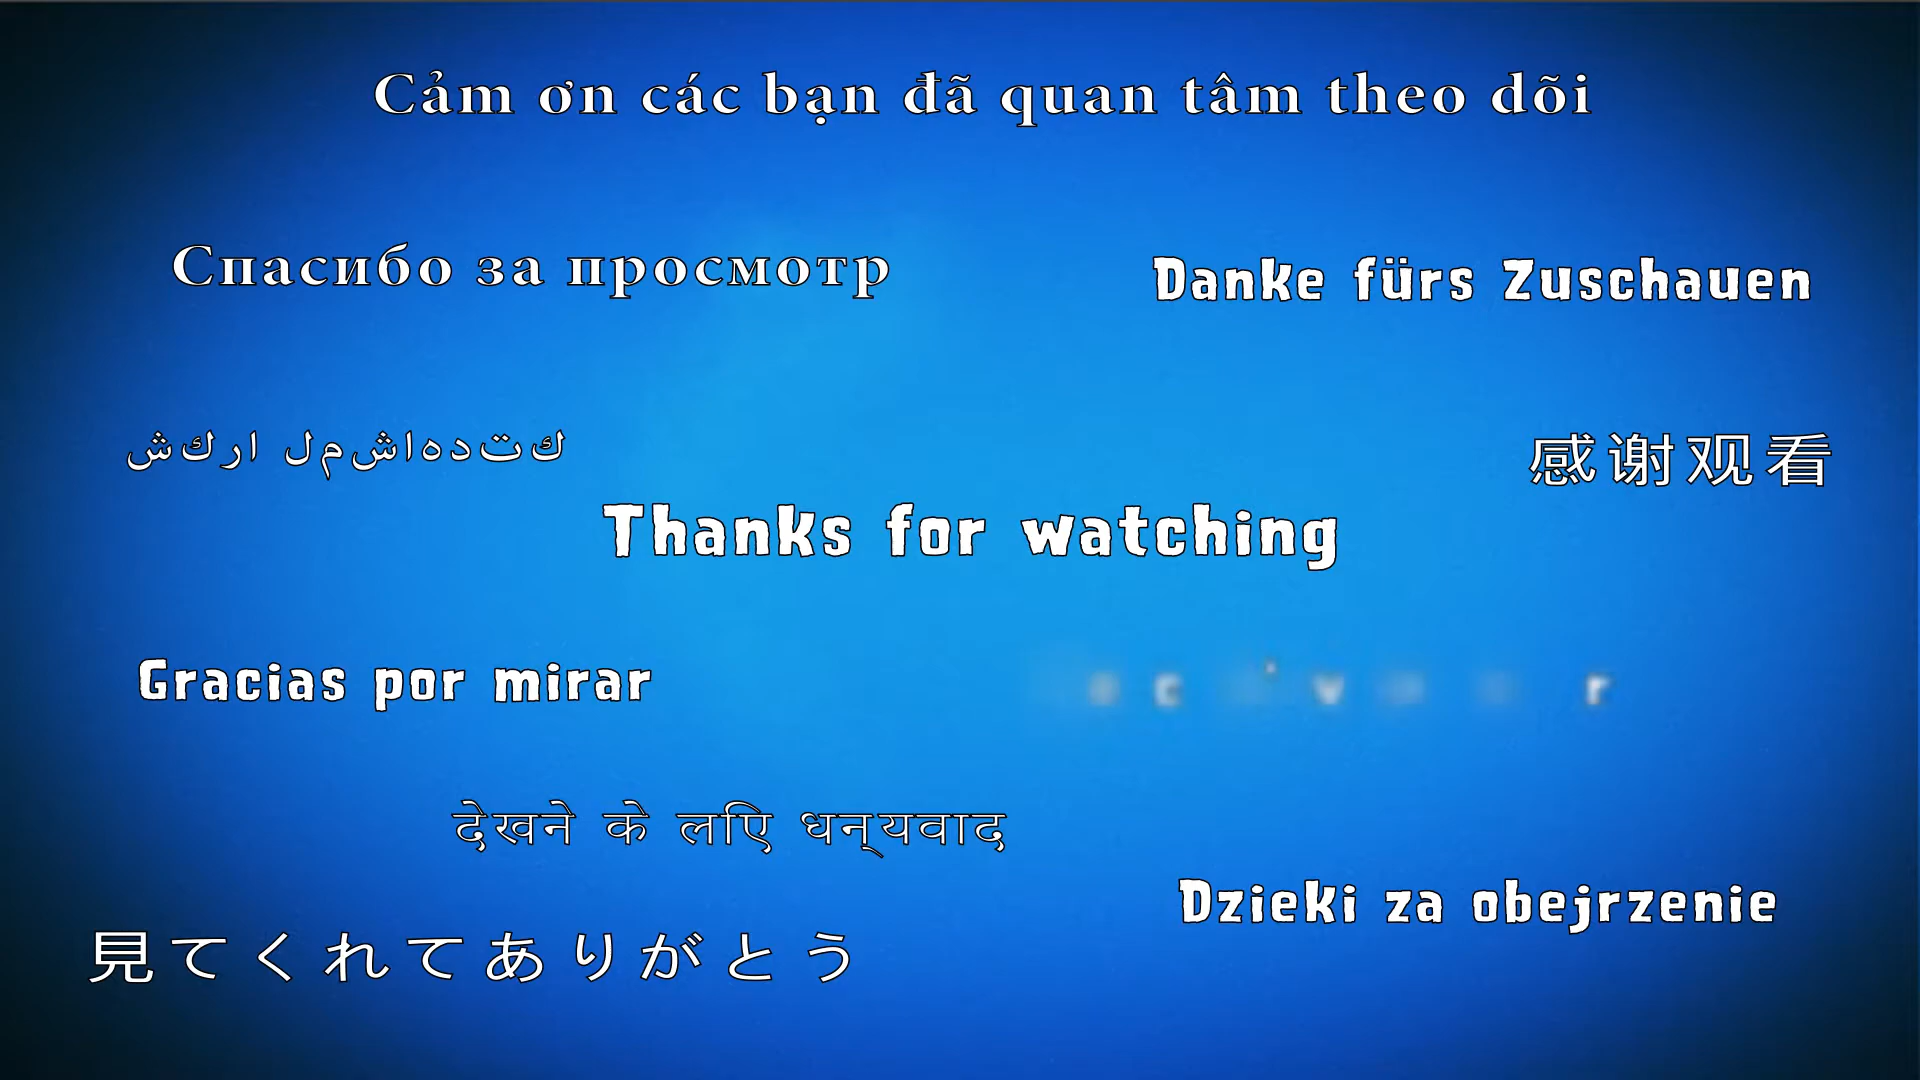 Cảm ơn các bạn đã quan tâm theo dõi
Спасибо за просмотр
Danke fürs Zuschauen
شكرا لمشاهدتك
感谢观看
Thanks for watching
Gracias por mirar
देखने के लिए धन्यवाद
Dzieki za obejrzenie
見てくれてありがとう